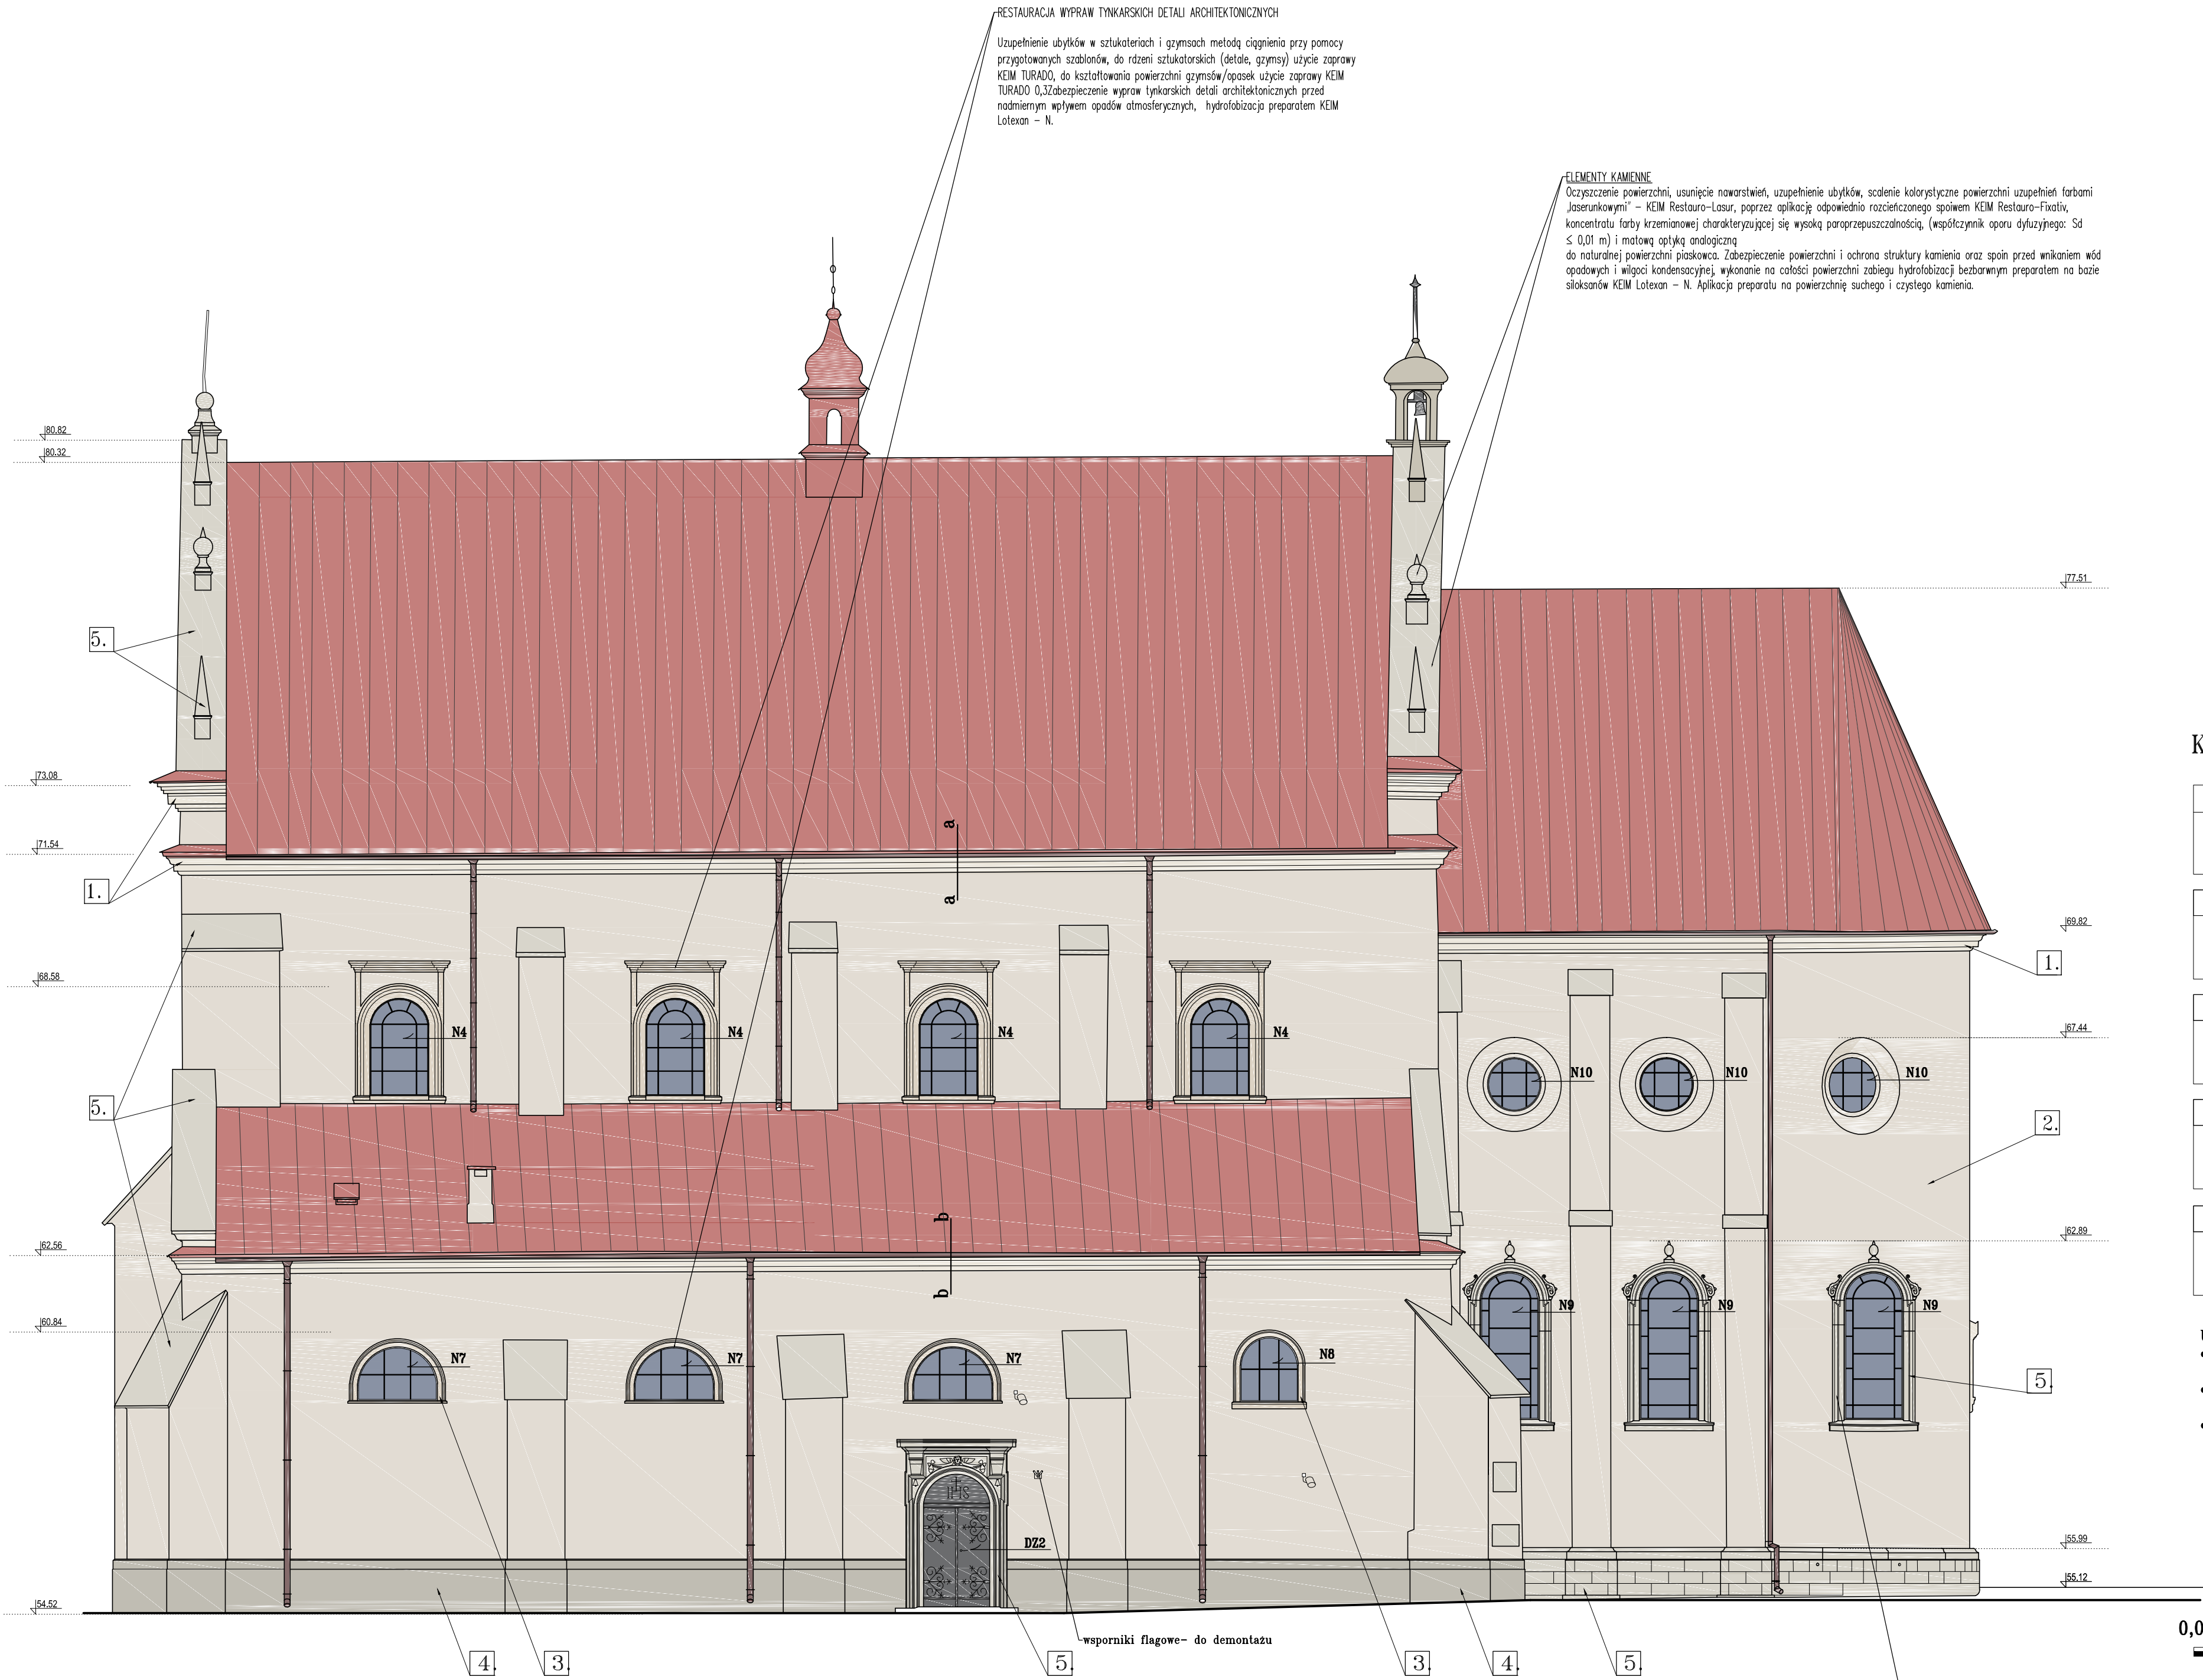 RESTAURACJA WYPRAW TYNKARSKICH DETALI ARCHITEKTONICZNYCH
Uzupełnienie ubytków w sztukateriach i gzymsach metodą ciągnienia przy pomocy
przygotowanych szablonów, do rdzeni sztukatorskich (detale, gzymsy) użycie zaprawy
KEIM TURADO, do kształtowania powierzchni gzymsów/opasek użycie zaprawy KEIM
TURADO 0,3Zabezpieczenie wypraw tynkarskich detali architektonicznych przed
nadmiernym wpływem opadów atmosferycznych, hydrofobizacja preparatem KEIM
Lotexan – N.
ELEMENTY KAMIENNE
Oczyszczenie powierzchni, usunięcie nawarstwień, uzupełnienie ubytków, scalenie kolorystyczne powierzchni uzupełnień farbami
„laserunkowymi" – KEIM Restauro-Lasur, poprzez aplikację odpowiednio rozcieńczonego spoiwem KEIM Restauro-Fixativ,
koncentratu farby krzemianowej charakteryzującej się wysoką paroprzepuszczalnością, (współczynnik oporu dyfuzyjnego: Sd
≤ 0,01 m) i matową optyką analogiczną
do naturalnej powierzchni piaskowca. Zabezpieczenie powierzchni i ochrona struktury kamienia oraz spoin przed wnikaniem wód
opadowych i wilgoci kondensacyjnej, wykonanie na całości powierzchni zabiegu hydrofobizacji bezbarwnym preparatem na bazie
siloksanów KEIM Lotexan – N. Aplikacja preparatu na powierzchnię suchego i czystego kamienia.
80.82
80.32
77.51
5.
K
73.08
a
71.54
1.
a
69.82
1.
68.58
N4 N4 N4 N4
67.44
N10 N10 N10
5.
2.
b
62.56
62.89
b
N9 N9 N9
60.84
N7 N7 N7 N8
5.
IHS
DZ2
55.99
55.12
54.52
wsporniki flagowe– do demontażu
0,0
4. 3. 5. 3. 4. 5.